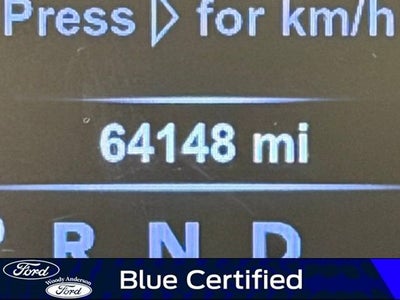 Press ▷ for km/h
64148 mi
P R N D
Ford
Woody Anderson
Ford
Blue Certified